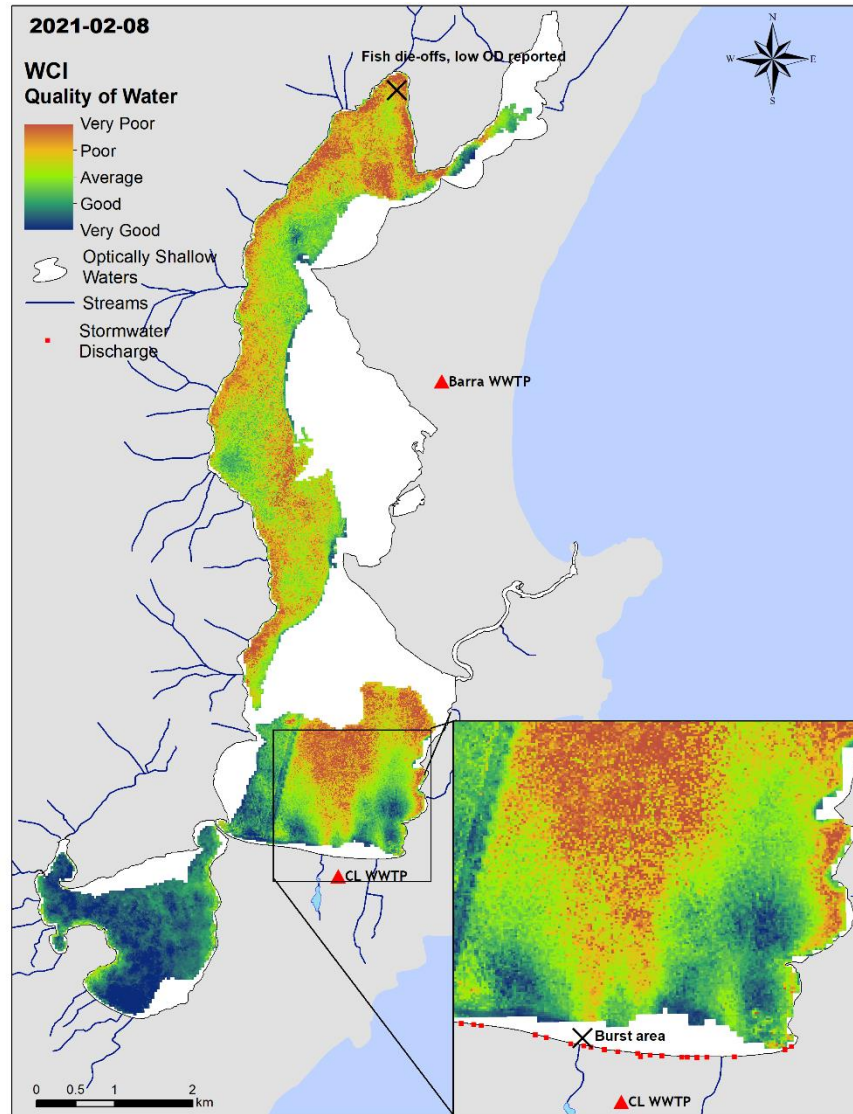 2021-02-08
WCI
Quality of Water
Very Poor
Poor
Average
Good
Very Good
Optically Shallow
Waters
Streams
Stormwater
Discharge
Fish die-offs, low OD reported
N
W
E
S
Barra WWTP
CL WWTP
Burst area
CL WWTP
0 0.5 1 2
km